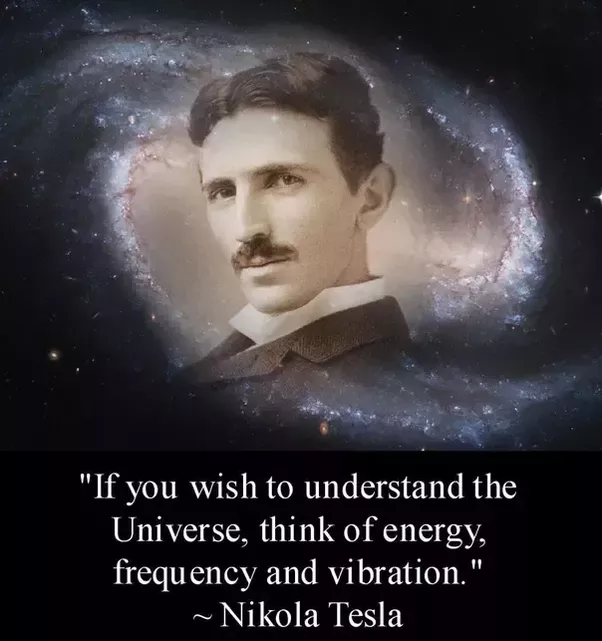 "If you wish to understand the
Universe, think of energy,
frequency and vibration."
~ Nikola Tesla